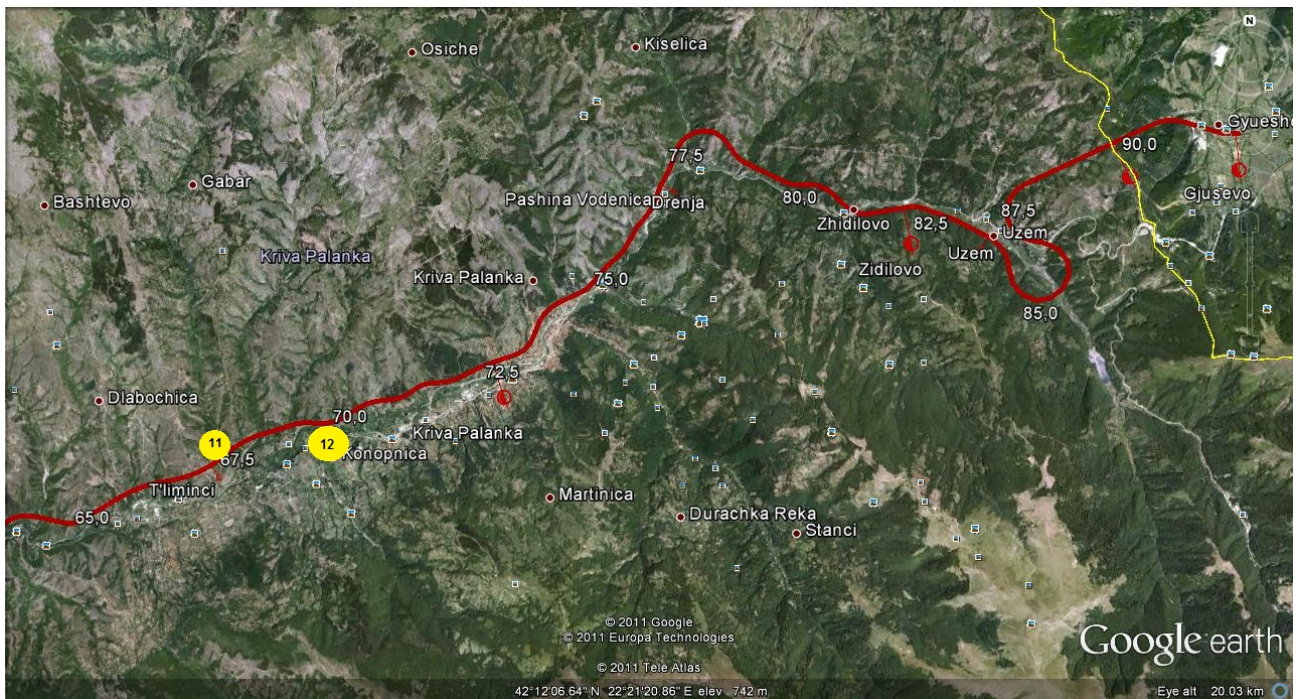 N
Osiche
Kiselica
Gyueshe
90,0
77,5
Gabar
Bashtevo
Pashina Vodenica
Drenja
80,0
Gjusevo
87,5
Zhidilovo
82,5
Uzem
Uzem
Kriva Palanka
Zidilovo
Kriva Palanka
75,0
85,0
72,5
Dlabochica
70,0
Kriva Palanka
11
12
Konopnica
67,5
T'liminci
65,0
Martinica
Durachka Reka
Stanci
© 2011 Google
© 2011 Europa Technologies
© 2011 Tele Atlas
Google earth
42°12'06.64" N 22°21'20.86" E elev 742 m
Eye alt 20.03 km